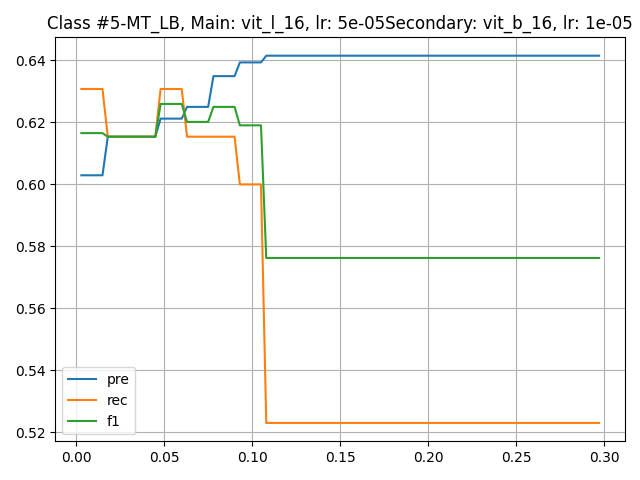 Class #5-MT_LB, Main: vit_l_16, lr: 5e-05Secondary: vit_b_16, lr: 1e-05
0.64
0.62
0.60
0.58
0.56
0.54
0.52
pre
rec
f1
0.00 0.05 0.10 0.15 0.20 0.25 0.30